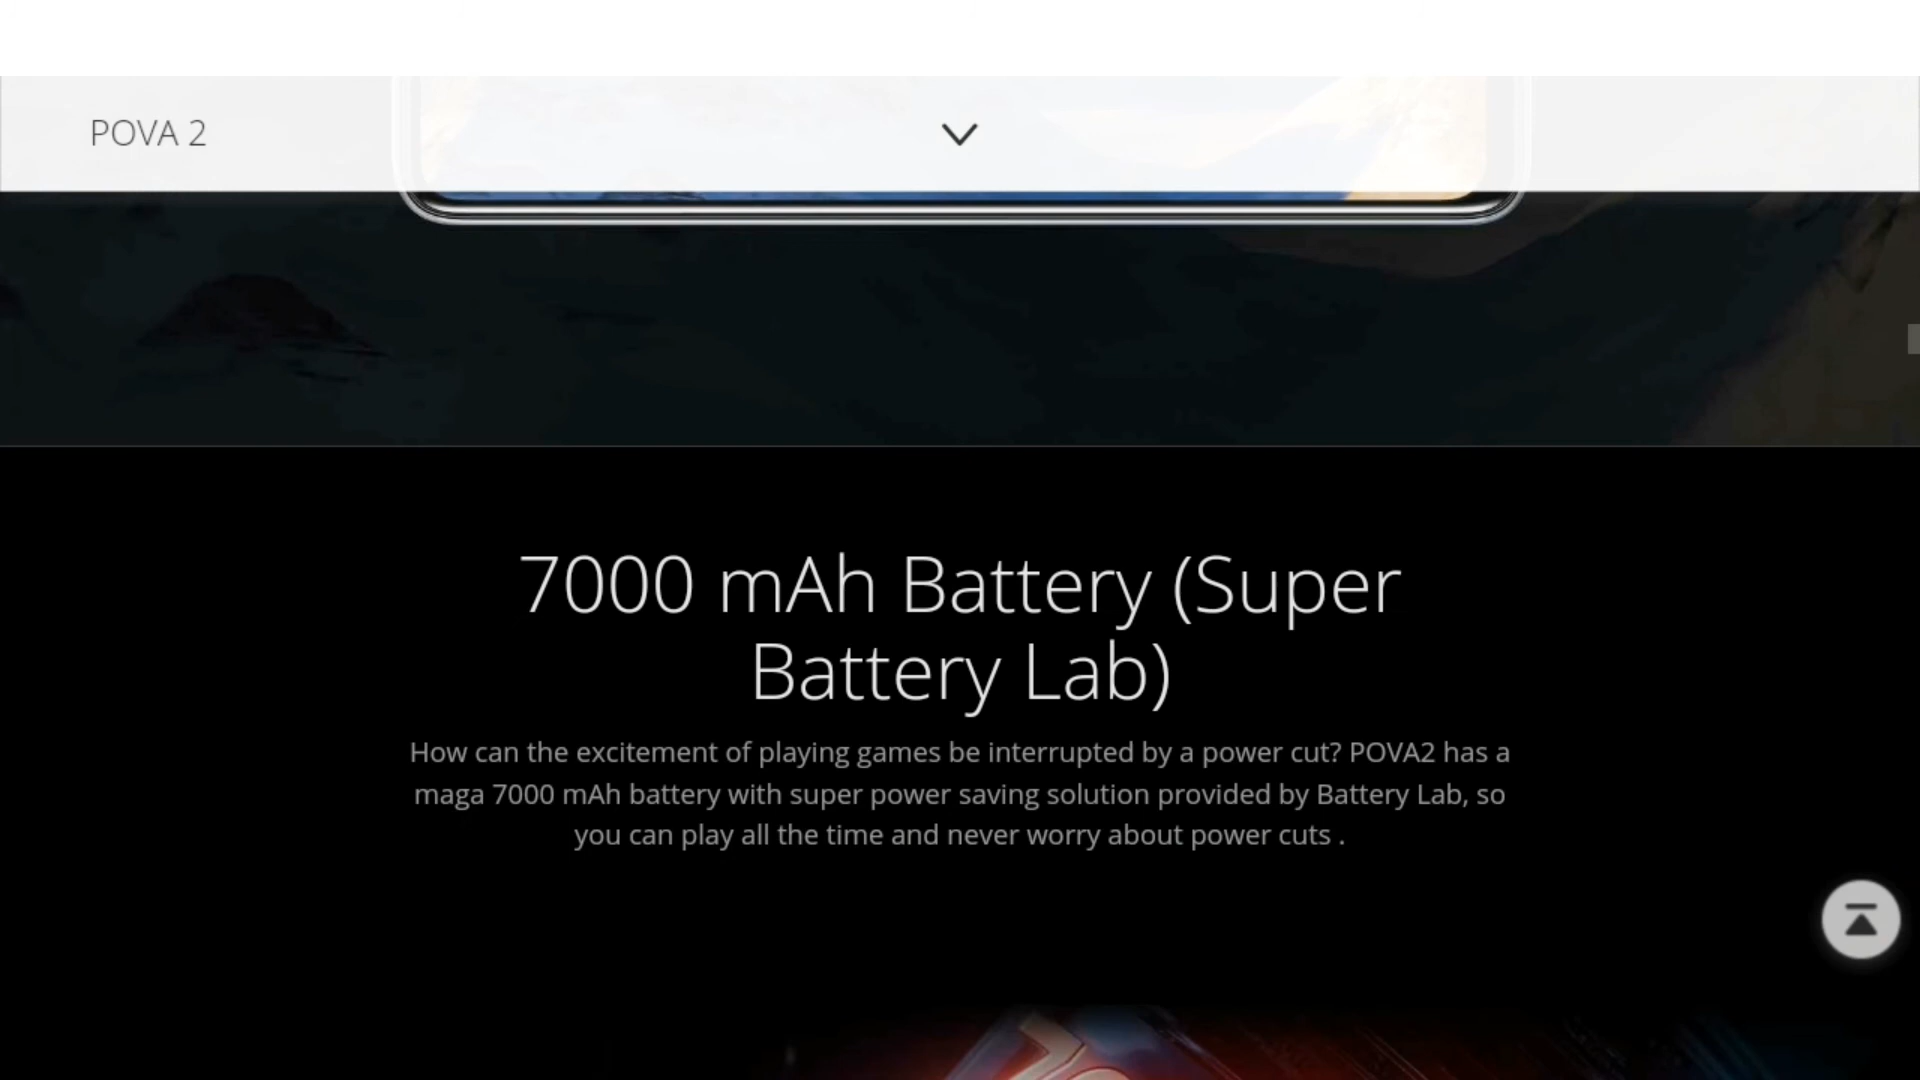 POVA 2
7000 mAh Battery (Super
Battery Lab)
How can the excitement of playing games be interrupted by a power cut? POVA2 has a
maga 7000 mAh battery with super power saving solution provided by Battery Lab, so
you can play all the time and never worry about power cuts .